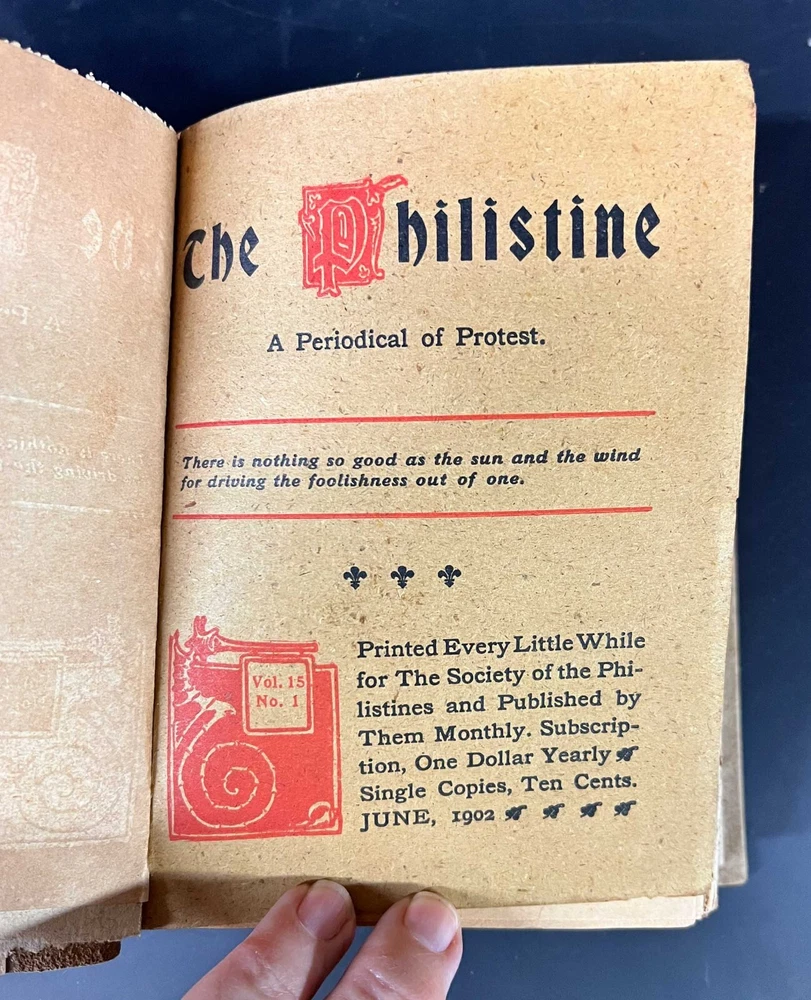 The Philistine
A Periodical of Protest.
There is nothing so good as the sun and the wind
for driving the foolishness out of one.
Vol. 15
No. 1
Printed Every Little While
for The Society of the Phi-
listines and Published by
Them Monthly. Subscrip-
tion, One Dollar Yearly
Single Copies, Ten Cents.
JUNE, 1902